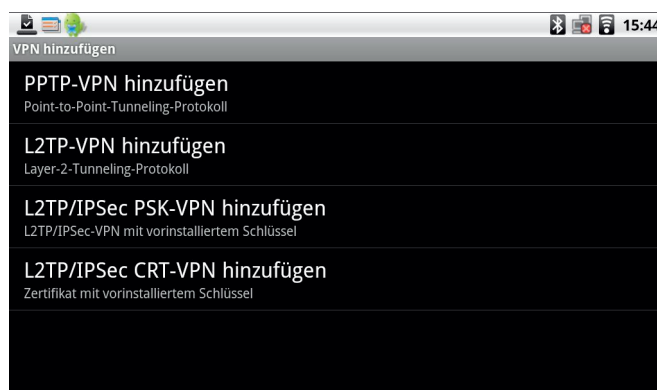 15:44
VPN hinzufügen
PPTP-VPN hinzufügen
Point-to-Point-Tunneling-Protokoll
L2TP-VPN hinzufügen
Layer-2-Tunneling-Protokoll
L2TP/IPSec PSK-VPN hinzufügen
L2TP/IPSec-VPN mit vorinstalliertem Schlüssel
L2TP/IPSec CRT-VPN hinzufügen
Zertifikat mit vorinstalliertem Schlüssel